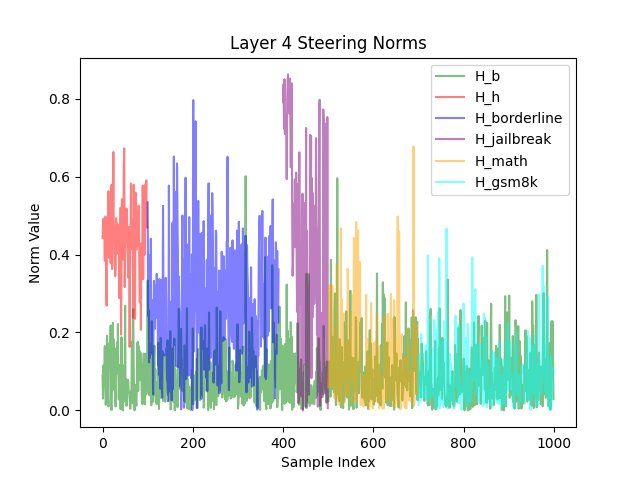 Layer 4 Steering Norms
H_b
H_h
H_borderline
H_jailbreak
H_math
H_gsm8k
Norm Value
0.8
0.6
0.4
0.2
0.0
0
200
400
600
800
1000
Sample Index